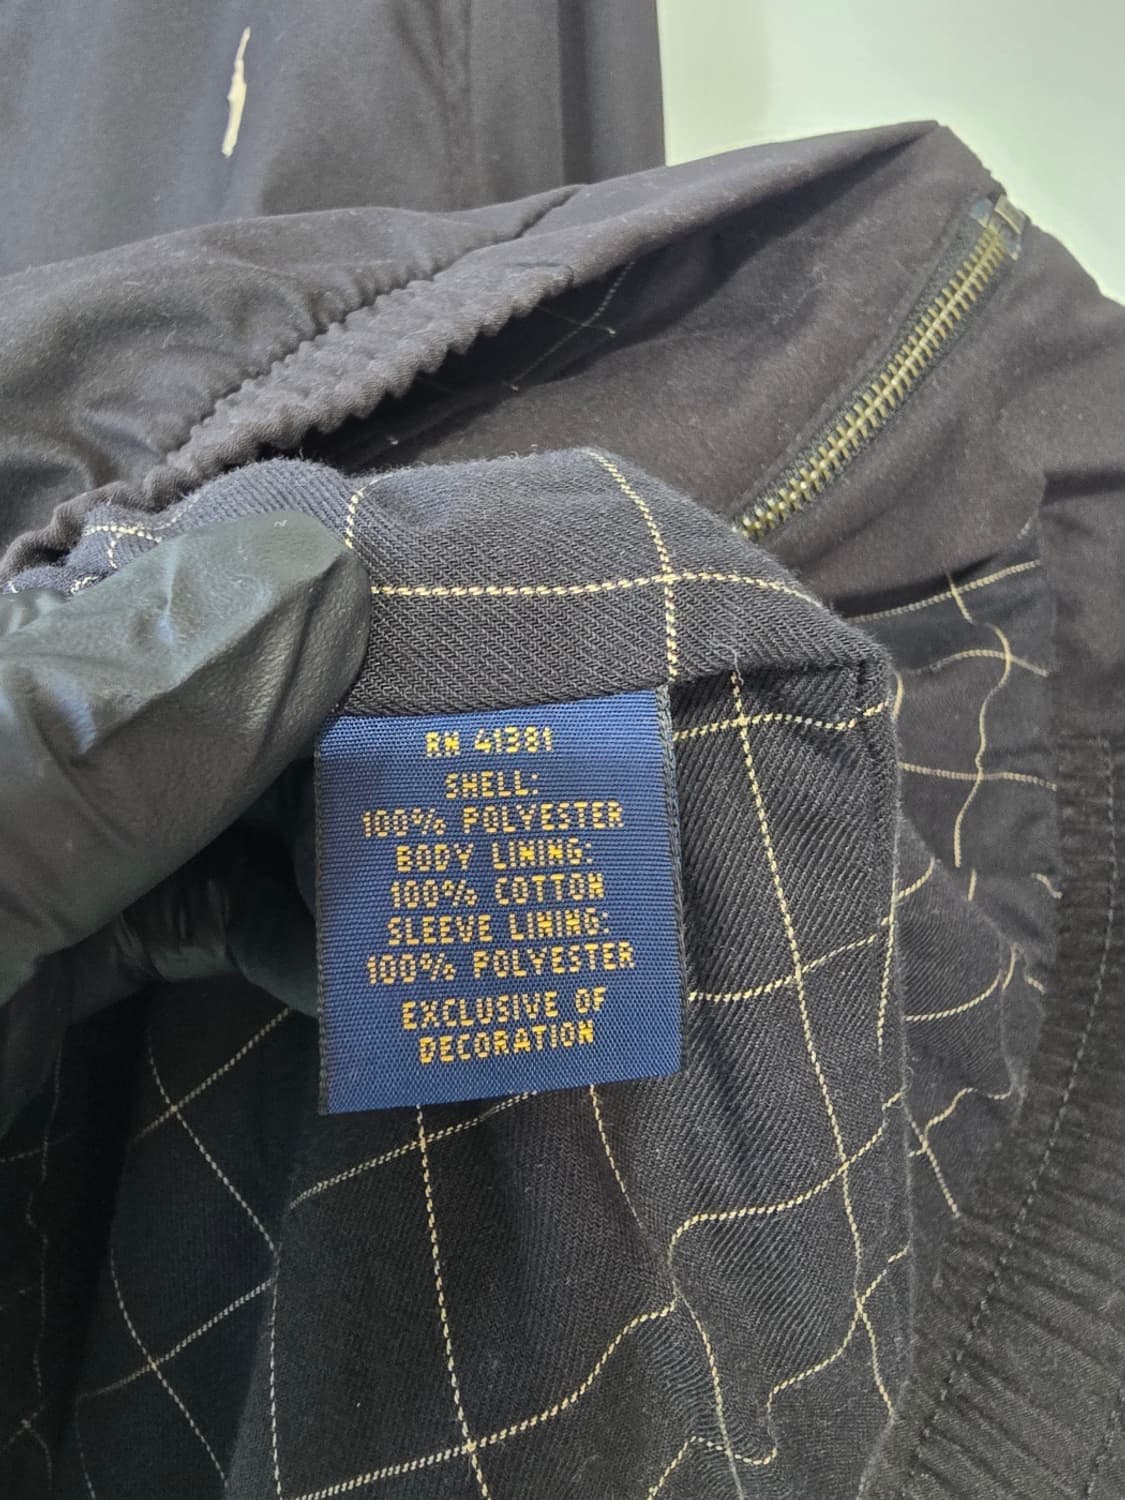 RN 41381
SHELL:
100% POLYESTER
BODY LINING:
100% COTTON
SLEEVE LINING:
100% POLYESTER
EXCLUSIVE OF
DECORATION